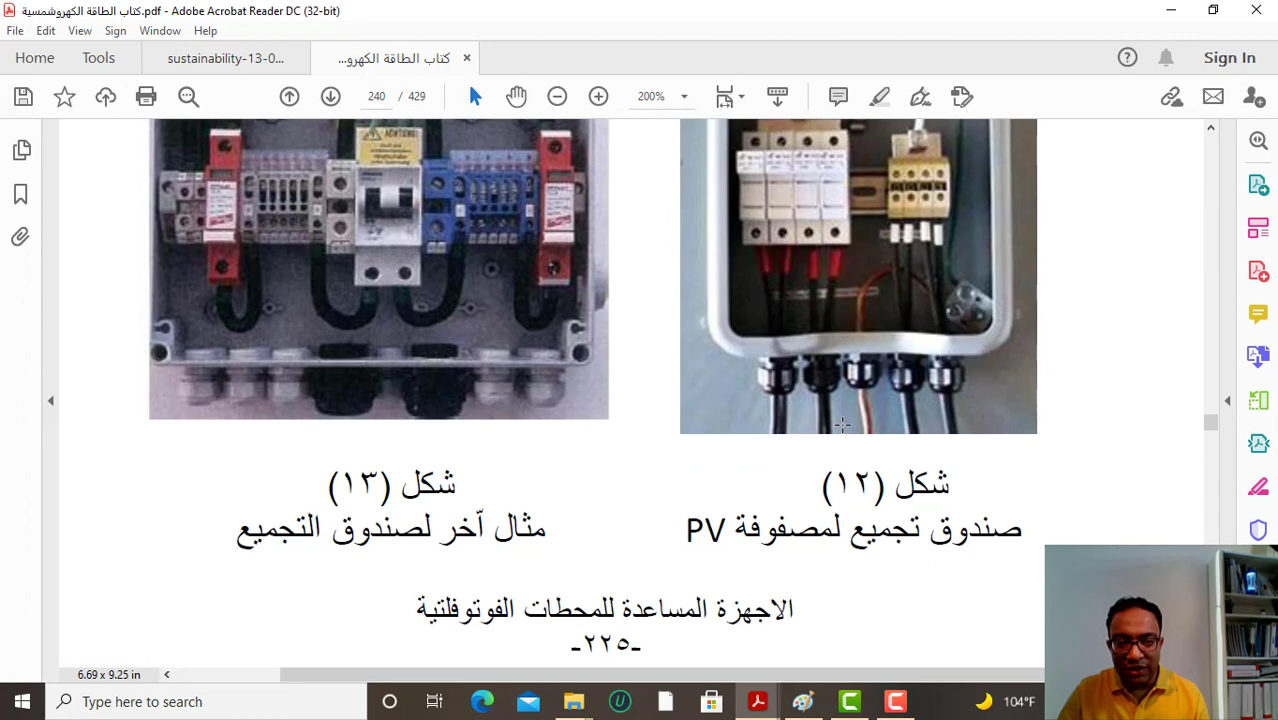 كتاب الطاقة الكهروشمسية.pdf - Adobe Acrobat Reader DC (32-bit)
File Edit View Sign Window Help
Home Tools sustainability-13-0... كتاب الطاقة الكهرو... × Sign In
240 / 429 200%
ACHTUNG!
شكل (١٢)
صندوق تجميع لمصفوفة PV
شكل (١٣)
مثال آخر لصندوق التجميع
الاجهزة المساعدة للمحطات الفوتوفلتية
-٢٢٥-
6.69 x 9.25 in
Type here to search
104°F